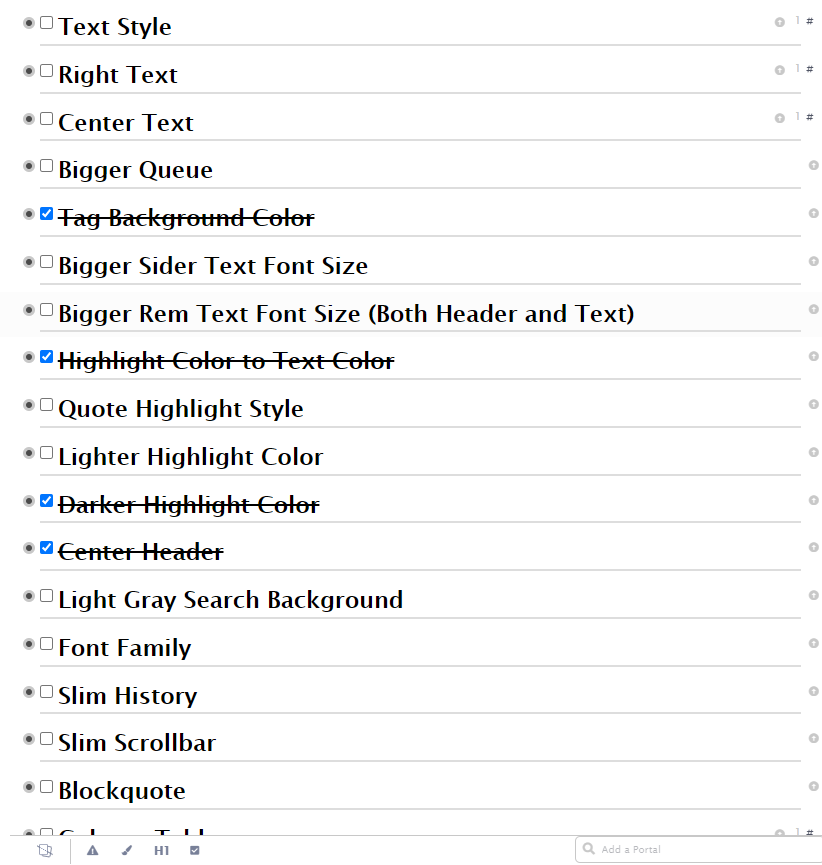 Text Style 1 #
Right Text 1 #
Center Text 1 #
Bigger Queue
Tag Background Color
Bigger Sider Text Font Size
Bigger Rem Text Font Size (Both Header and Text)
Highlight Color to Text Color
Quote Highlight Style
Lighter Highlight Color
Darker Highlight Color
Center Header
Light Gray Search Background
Font Family
Slim History
Slim Scrollbar
Blockquote
1 #
H1 Add a Portal